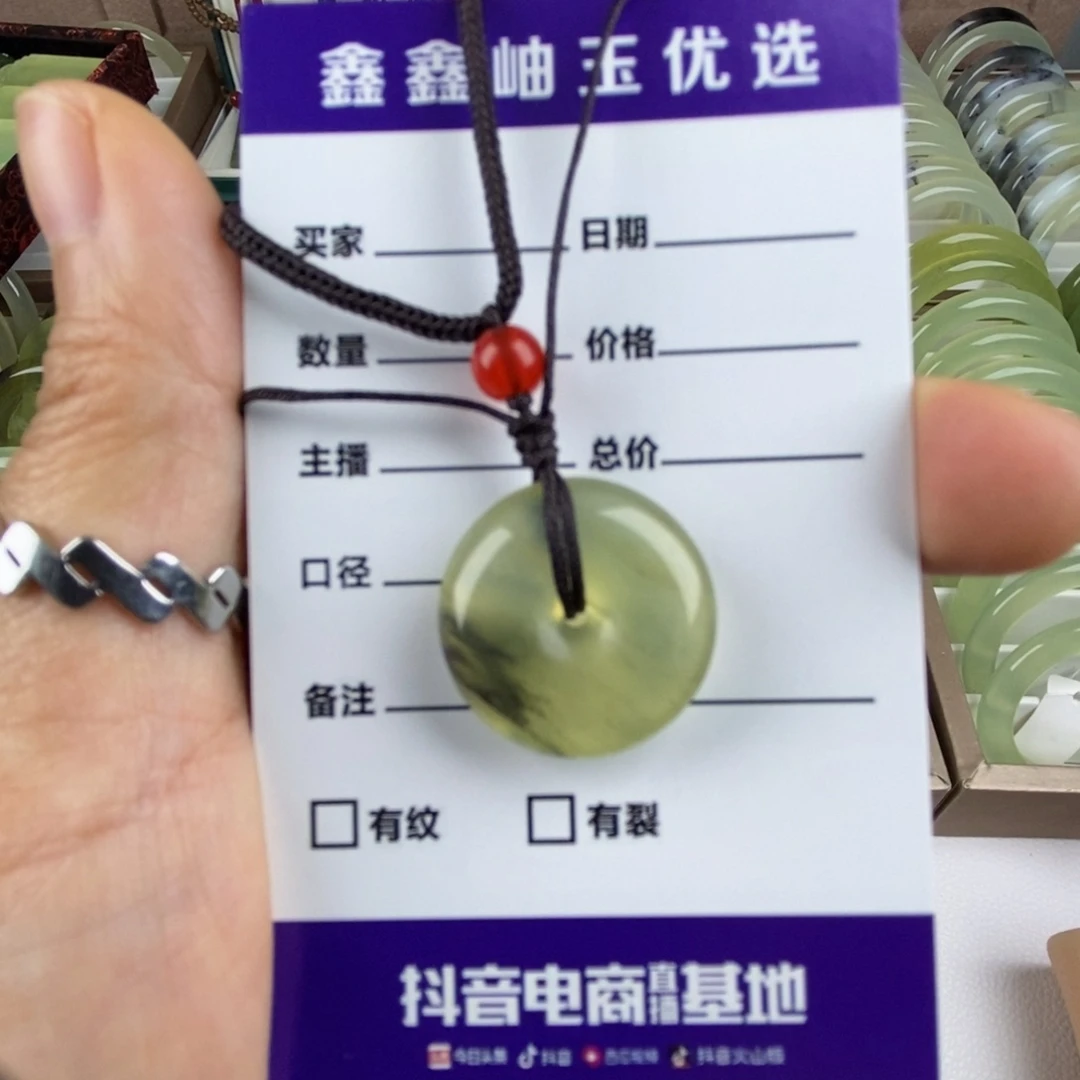 鑫鑫岫玉优选
买家 日期
数量 价格
主播 总价
口径
备注
有纹 有裂
抖音电商直播基地
今日头条 抖音 西瓜视频 抖音火山版